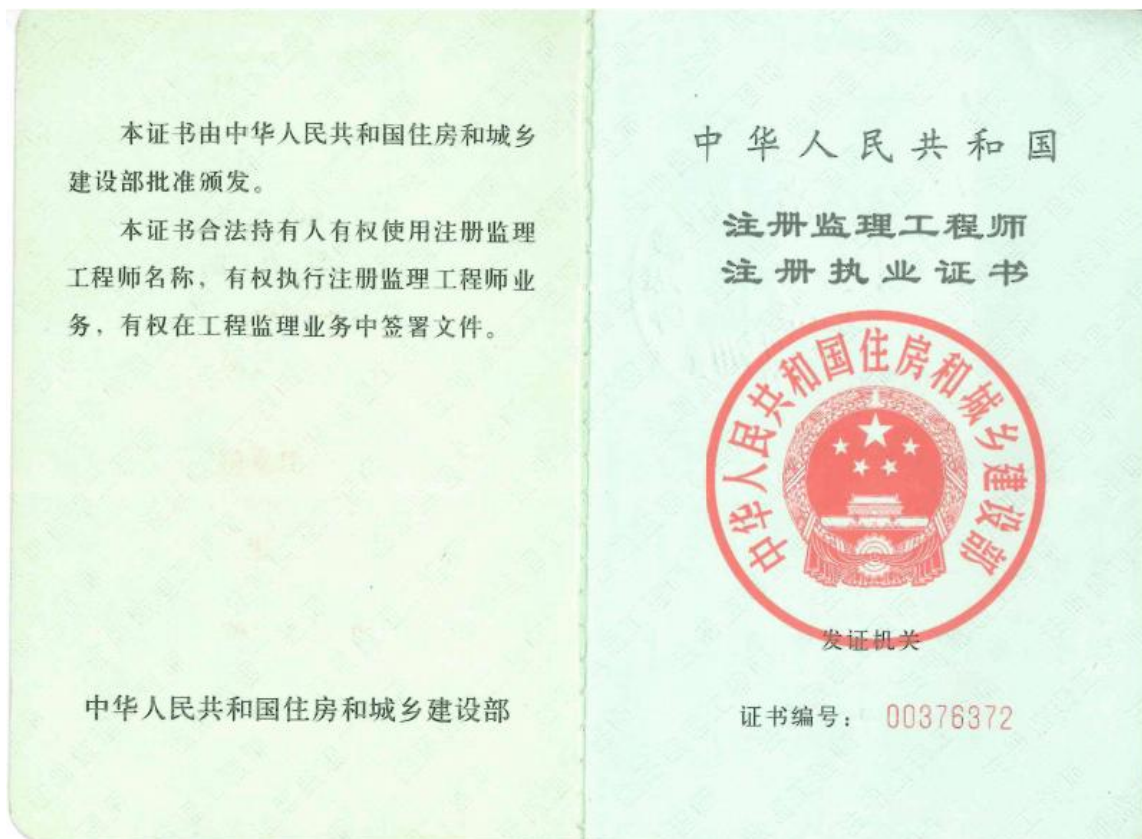 本证书由中华人民共和国住房和城乡
建设部批准颁发。
本证书合法持有人有权使用注册监理
工程师名称，有权执行注册监理工程师业
务，有权在工程监理业务中签署文件。
中华人民共和国住房和城乡建设部
中华人民共和国
注册监理工程师
注册执业证书
中华人民共和国住房和城乡建设部
发证机关
证书编号： 00376372